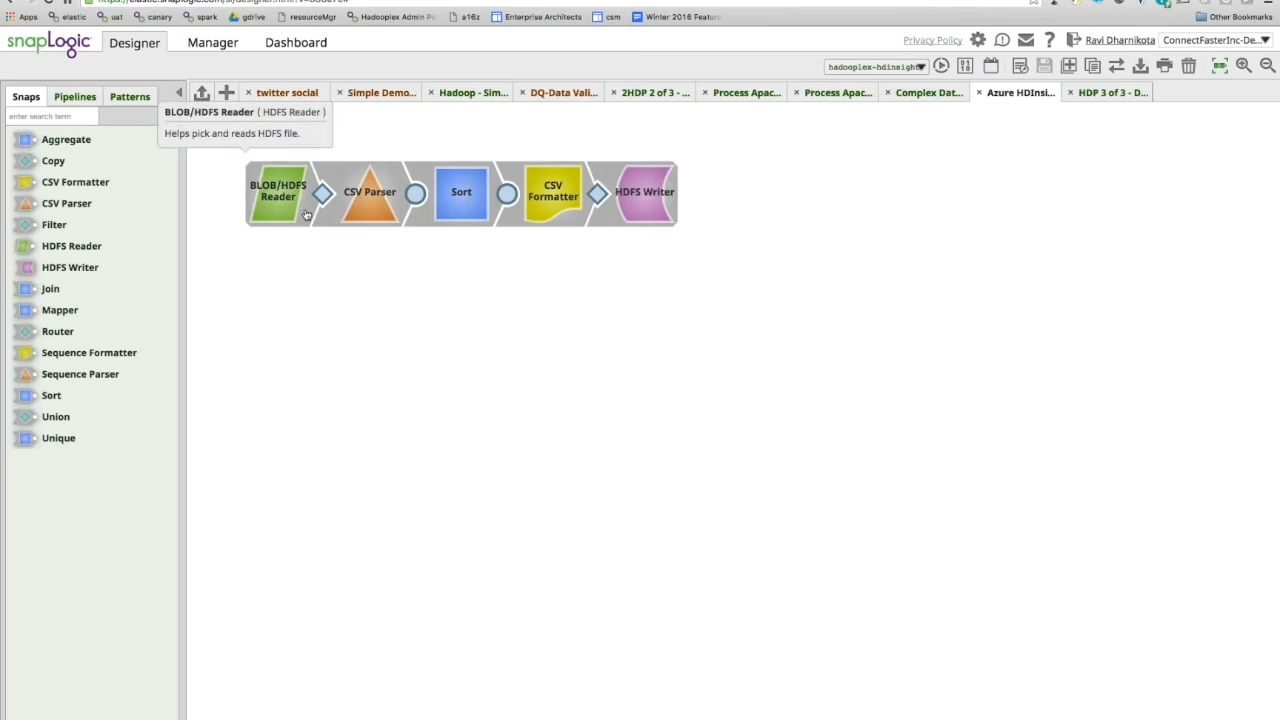 Apps elastic uat canary spark gdrive resourceMgr Hadooplex Admin Po a16z Enterprise Architects csm Winter 2016 Feature Other Bookmarks
snapLogic Designer Manager Dashboard Privacy Policy Ravi Dharnikota ConnectFasterInc-De...
hadooplex-hdinsight
Snaps Pipelines Patterns twitter social Simple Demo... Hadoop - Sim... DQ-Data Vali... 2HDP 2 of 3 - ... Process Apac... Process Apac... Complex Dat... Azure HDInsi... HDP 3 of 3 - D...
enter search term
BLOB/HDFS Reader ( HDFS Reader )
Helps pick and reads HDFS file.
Aggregate
Copy
CSV Formatter
CSV Parser
Filter
HDFS Reader
HDFS Writer
Join
Mapper
Router
Sequence Formatter
Sequence Parser
Sort
Union
Unique
BLOB/HDFS
Reader
CSV Parser
Sort
CSV
Formatter
HDFS Writer